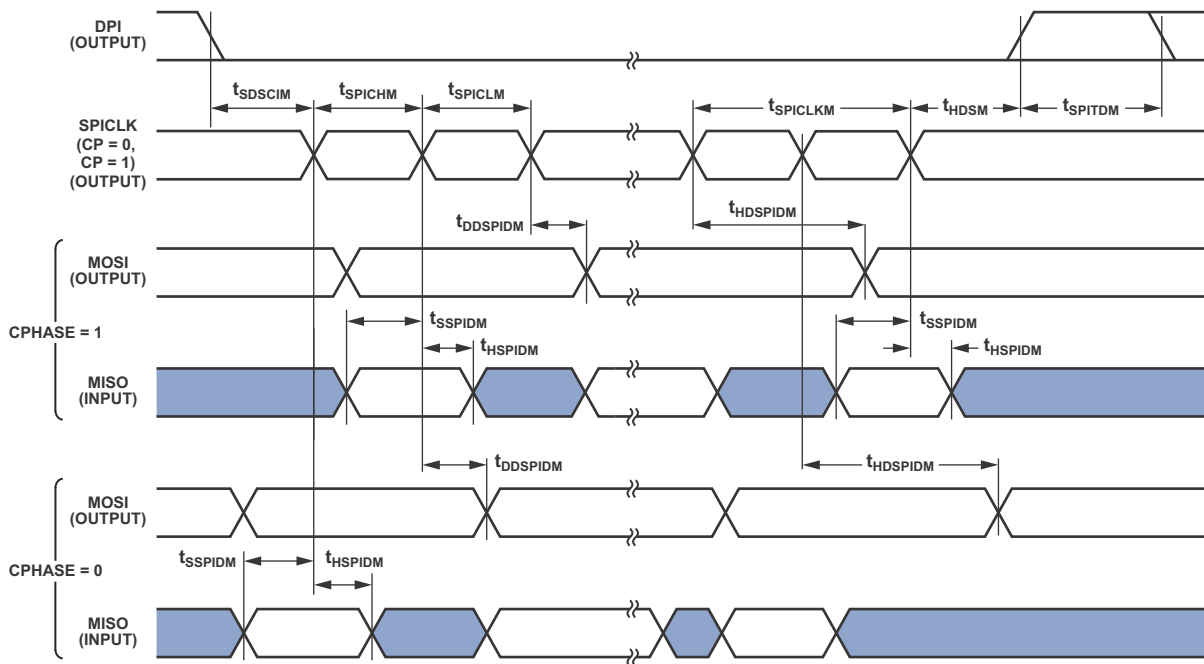 DPI
(OUTPUT)
tSDSCIM
tSPICHM
tSPICLM
tSPICLKM
tHDSM
tSPITDM
SPICLK
(CP = 0,
CP = 1)
(OUTPUT)
tDDSPIDM
tHDSPIDM
MOSI
(OUTPUT)
CPHASE = 1
tSSPIDM
tSSPIDM
tHSPIDM
tHSPIDM
MISO
(INPUT)
tDDSPIDM
tHDSPIDM
MOSI
(OUTPUT)
CPHASE = 0
tSSPIDM
tHSPIDM
MISO
(INPUT)